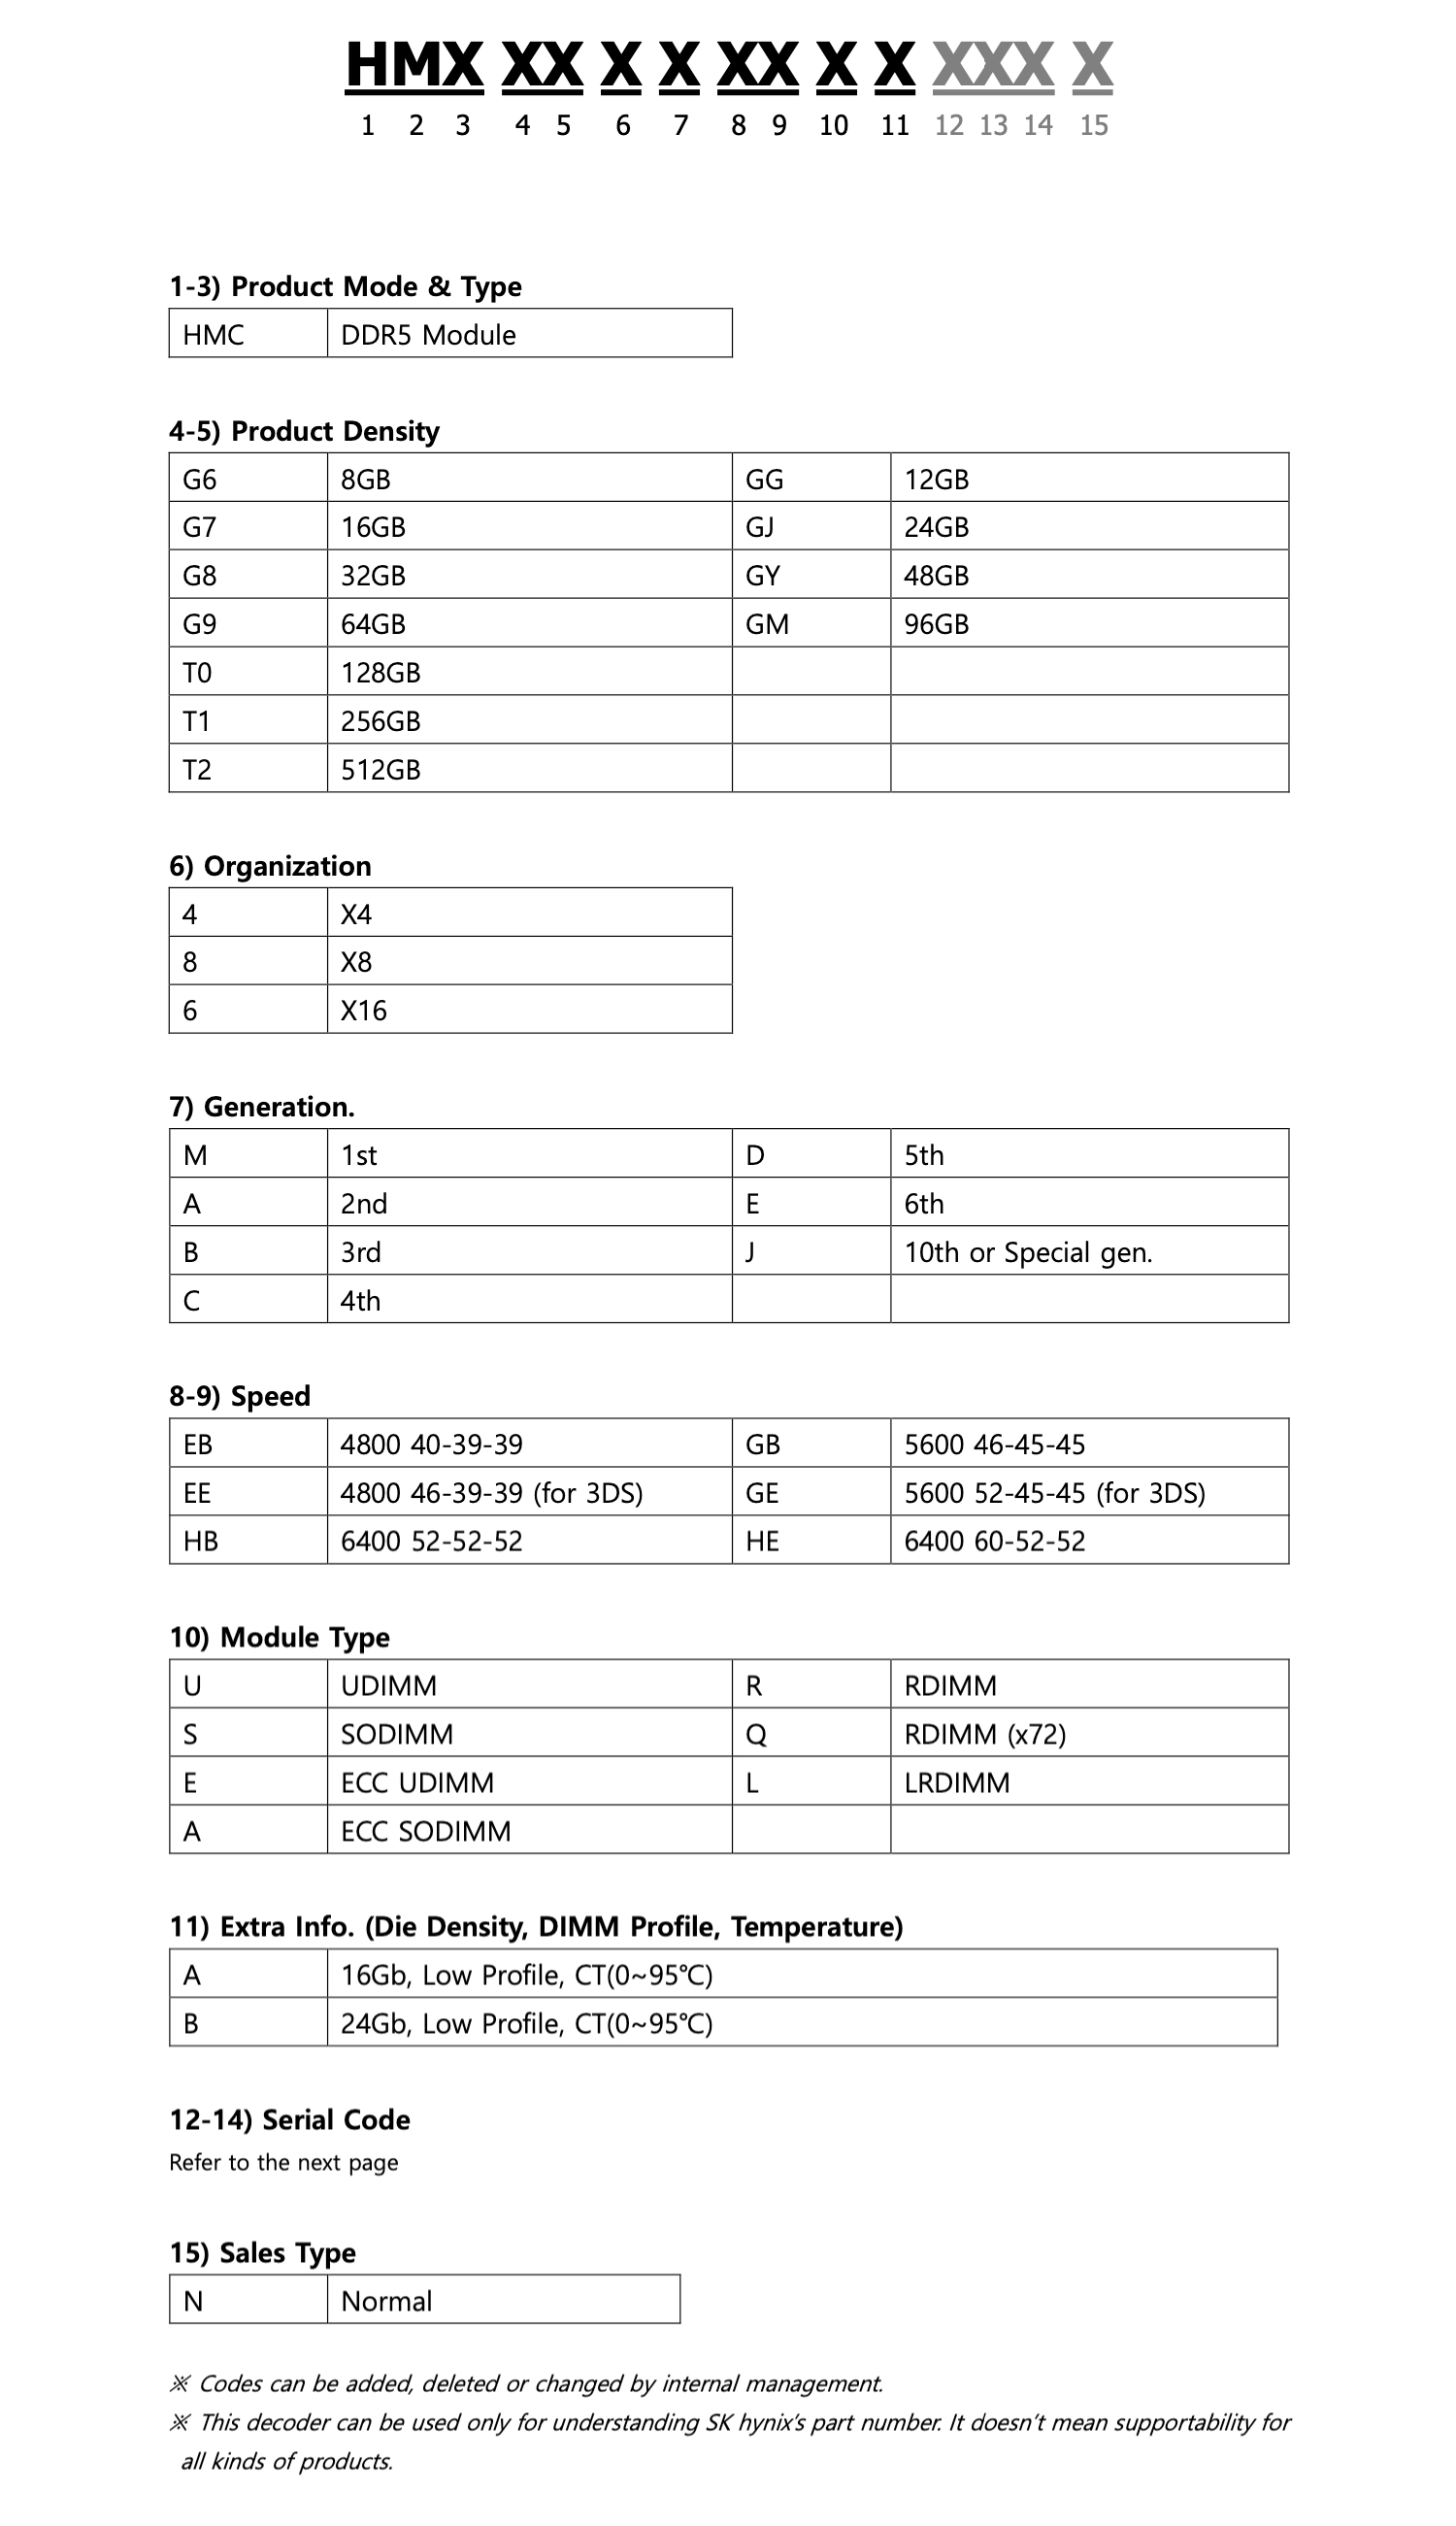 HMX XX X X XX X X XXX X
1 2 3 4 5 6 7 8 9 10 11 12 13 14 15
1-3) Product Mode & Type
HMC DDR5 Module
4-5) Product Density
G6 8GB GG 12GB
G7 16GB GJ 24GB
G8 32GB GY 48GB
G9 64GB GM 96GB
T0 128GB
T1 256GB
T2 512GB
6) Organization
4 X4
8 X8
6 X16
7) Generation.
M 1st D 5th
A 2nd E 6th
B 3rd J 10th or Special gen.
C 4th
8-9) Speed
EB 4800 40-39-39 GB 5600 46-45-45
EE 4800 46-39-39 (for 3DS) GE 5600 52-45-45 (for 3DS)
HB 6400 52-52-52 HE 6400 60-52-52
10) Module Type
U UDIMM R RDIMM
S SODIMM Q RDIMM (x72)
E ECC UDIMM L LRDIMM
A ECC SODIMM
11) Extra Info. (Die Density, DIMM Profile, Temperature)
A 16Gb, Low Profile, CT(0~95℃)
B 24Gb, Low Profile, CT(0~95℃)
12-14) Serial Code
Refer to the next page
15) Sales Type
N Normal
※ Codes can be added, deleted or changed by internal management.
※ This decoder can be used only for understanding SK hynix’s part number. It doesn’t mean supportability for
all kinds of products.